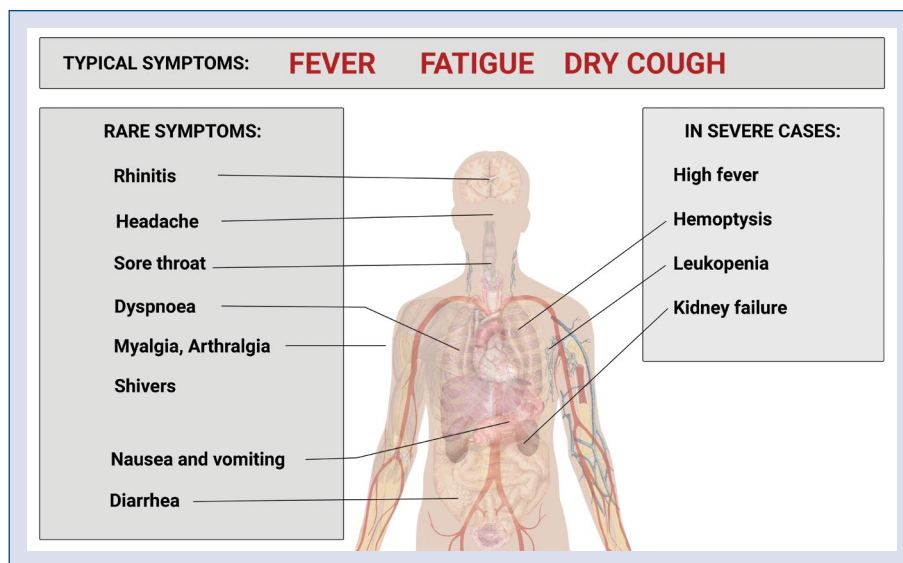 TYPICAL SYMPTOMS: FEVER FATIGUE DRY COUGH
RARE SYMPTOMS:
Rhinitis
Headache
Sore throat
Dyspnoea
Myalgia, Arthralgia
Shivers
Nausea and vomiting
Diarrhea
IN SEVERE CASES:
High fever
Hemoptysis
Leukopenia
Kidney failure